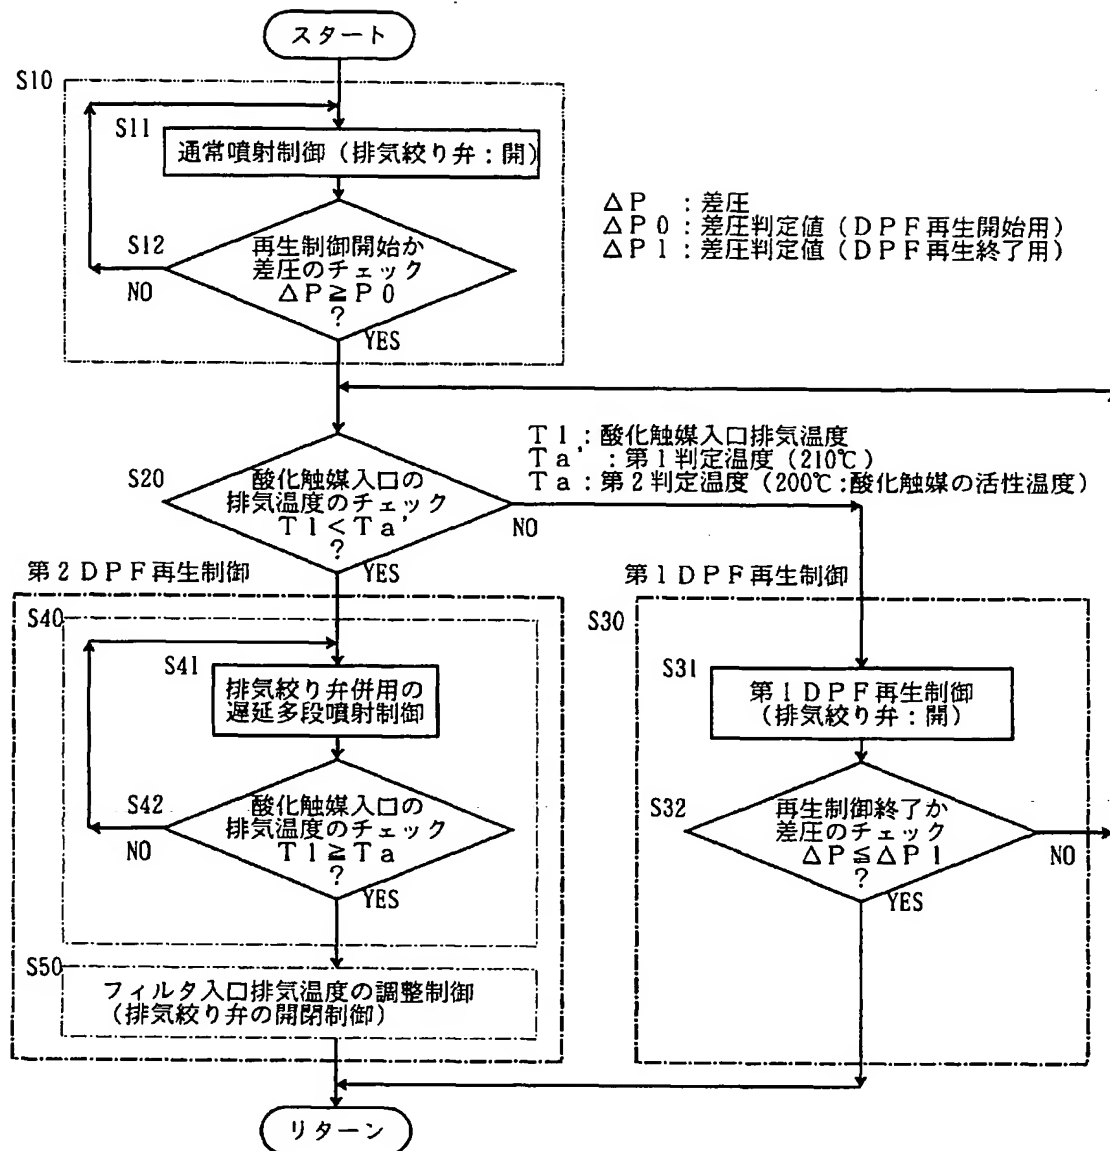 スタート
S10
S11
通常噴射制御(排気絞り弁:開)
S12
再生制御開始か
差圧のチェック
ΔP≧P0
?
NO
YES
ΔP :差圧
ΔP0:差圧判定値(DPF再生開始用)
ΔP1:差圧判定値(DPF再生終了用)
S20
酸化触媒入口の
排気温度のチェック
T1<Ta'
?
NO
YES
T1:酸化触媒入口排気温度
Ta':第1判定温度(210℃)
Ta:第2判定温度(200℃:酸化触媒の活性温度)
第2DPF再生制御
S40
S41
排気絞り弁併用の
遅延多段噴射制御
S42
酸化触媒入口の
排気温度のチェック
T1≧Ta
?
NO
YES
S50
フィルタ入口排気温度の調整制御
(排気絞り弁の開閉制御)
第1DPF再生制御
S30
S31
第1DPF再生制御
(排気絞り弁:開)
S32
再生制御終了か
差圧のチェック
ΔP≦ΔP1
?
NO
YES
リターン